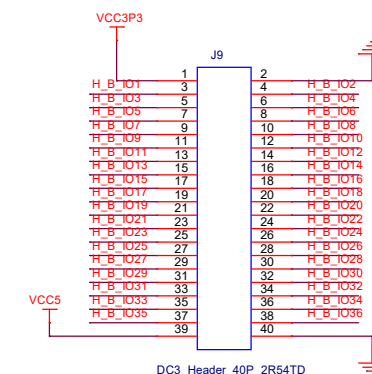 VCC3P3
J9
1 2
H_B_IO1 3 4 H_B_IO2
H_B_IO3 5 6 H_B_IO4
H_B_IO5 7 8 H_B_IO6
H_B_IO7 9 10 H_B_IO8
H_B_IO9 11 12 H_B_IO10
H_B_IO11 13 14 H_B_IO12
H_B_IO13 15 16 H_B_IO14
H_B_IO15 17 18 H_B_IO16
H_B_IO17 19 20 H_B_IO18
H_B_IO19 21 22 H_B_IO20
H_B_IO21 23 24 H_B_IO22
H_B_IO23 25 26 H_B_IO24
H_B_IO25 27 28 H_B_IO26
H_B_IO27 29 30 H_B_IO28
H_B_IO29 31 32 H_B_IO30
H_B_IO31 33 34 H_B_IO32
H_B_IO33 35 36 H_B_IO34
H_B_IO35 37 38 H_B_IO36
VCC5
39 40
DC3_Header_40P_2R54TD